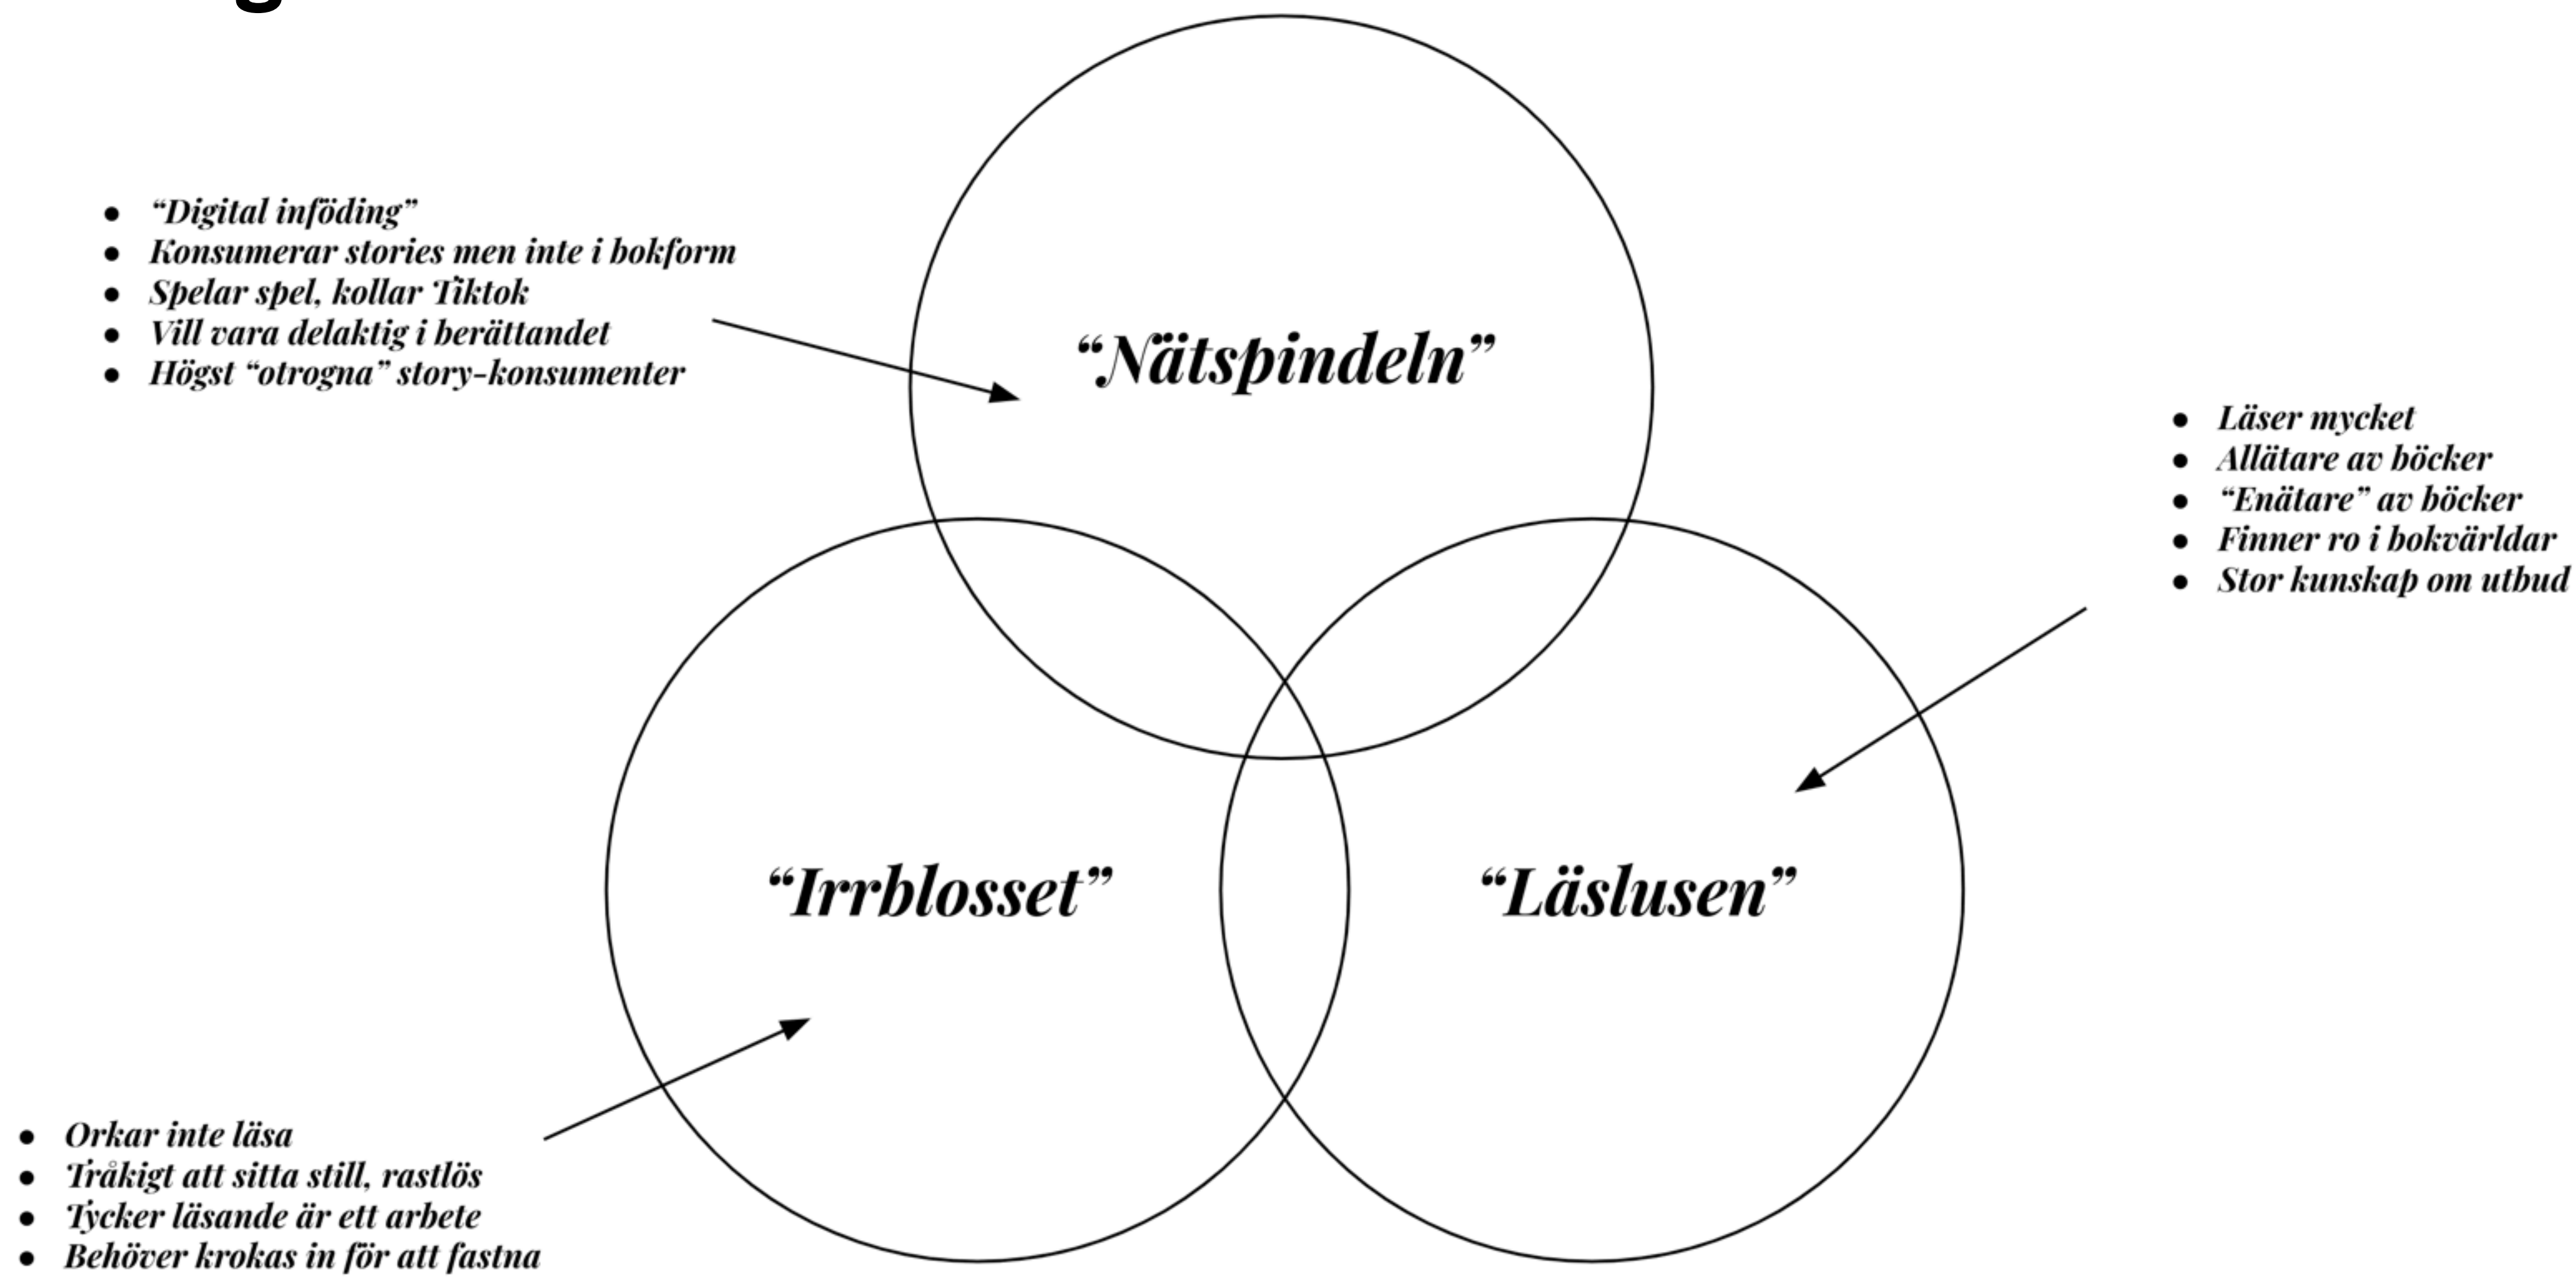 ● “Digital inföding”
● Konsumerar stories men inte i bokform
● Spelar spel, kollar Tiktok
● Vill vara delaktig i berättandet
● Högst “otrogna” story-konsumenter
“Nätspindeln”
● Läser mycket
● Allätare av böcker
● “Enätare” av böcker
● Finner ro i bokvärldar
● Stor kunskap om utbud
“Irrblosset”
“Läslusen”
● Orkar inte läsa
● Tråkigt att sitta still, rastlös
● Tycker läsande är ett arbete
● Behöver krokas in för att fastna